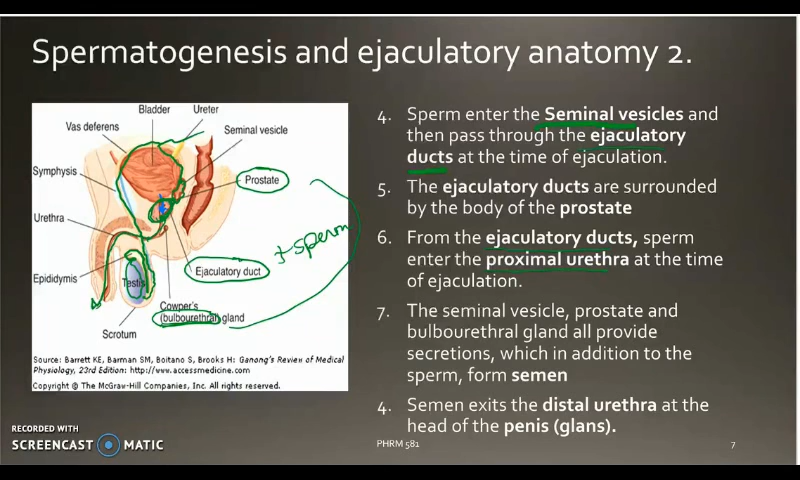 Spermatogenesis and ejaculatory anatomy 2.
Bladder
Ureter
Vas deferens
Seminal vesicle
Symphysis
Prostate
Urethra
+ sperm
Ejaculatory duct
Epididymis
Testis
Cowper's
(bulbourethral) gland
Scrotum
Source: Barrett KE, Barman SM, Boitano S, Brooks H: Ganong's Review of Medical
Physiology, 23rd Edition: http://www.accessmedicine.com
Copyright © The McGraw-Hill Companies, Inc. All rights reserved.
4. Sperm enter the Seminal vesicles and
then pass through the ejaculatory
ducts at the time of ejaculation.
5. The ejaculatory ducts are surrounded
by the body of the prostate
6. From the ejaculatory ducts, sperm
enter the proximal urethra at the time
of ejaculation.
7. The seminal vesicle, prostate and
bulbourethral gland all provide
secretions, which in addition to the
sperm, form semen
4. Semen exits the distal urethra at the
head of the penis (glans).
RECORDED WITH
SCREENCAST MATIC
PHRM 581
7